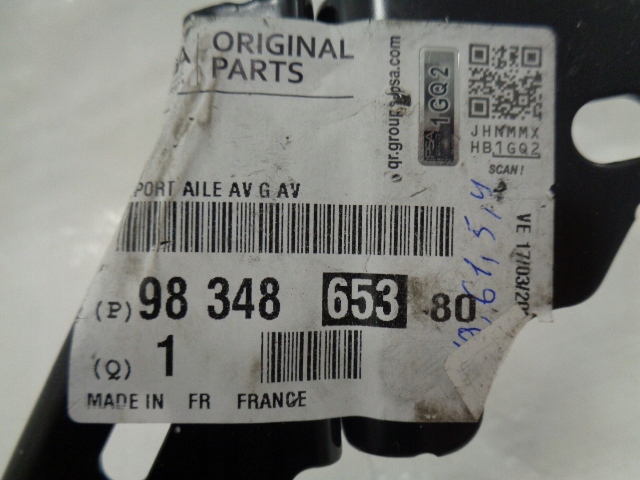 ORIGINAL
PARTS
PORT AILE AV G AV
(P) 98 348 653 80
(Q) 1
MADE IN FR FRANCE
1GQ2
JHNMMX
HB1GQ2
SCAN!
VE 17/03/20